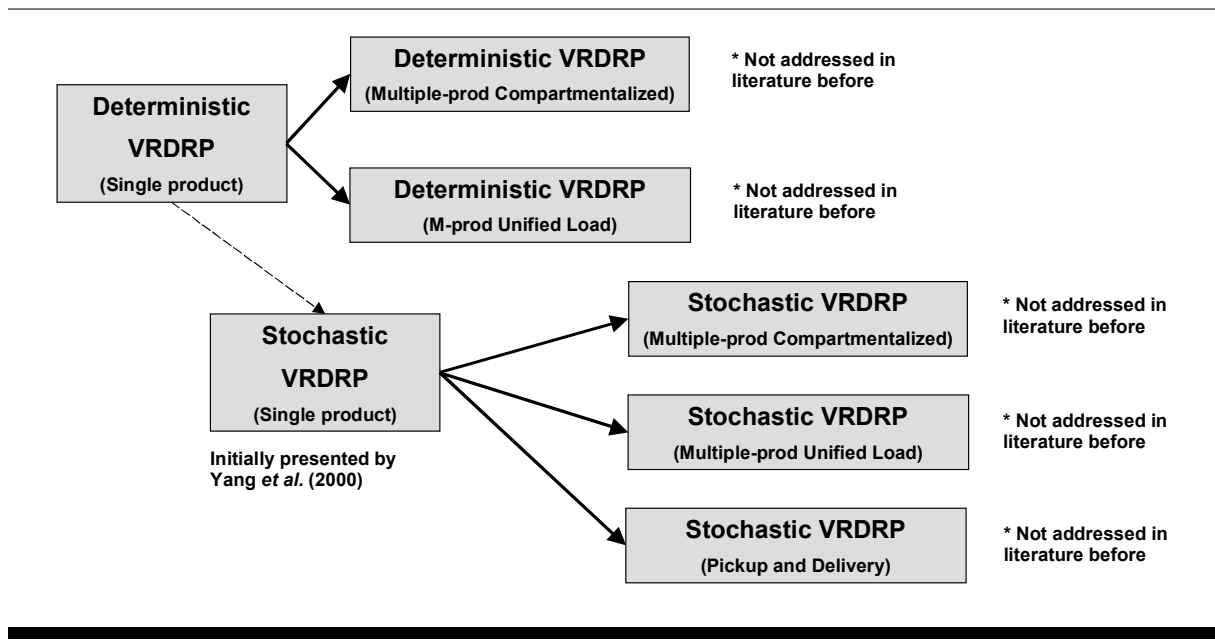 Deterministic
VRDRP
(Single product)
Deterministic VRDRP
(Multiple-prod Compartmentalized)
* Not addressed in
literature before
Deterministic VRDRP
(M-prod Unified Load)
* Not addressed in
literature before
Stochastic
VRDRP
(Single product)
Initially presented by
Yang et al. (2000)
Stochastic VRDRP
(Multiple-prod Compartmentalized)
* Not addressed in
literature before
Stochastic VRDRP
(Multiple-prod Unified Load)
* Not addressed in
literature before
Stochastic VRDRP
(Pickup and Delivery)
* Not addressed in
literature before